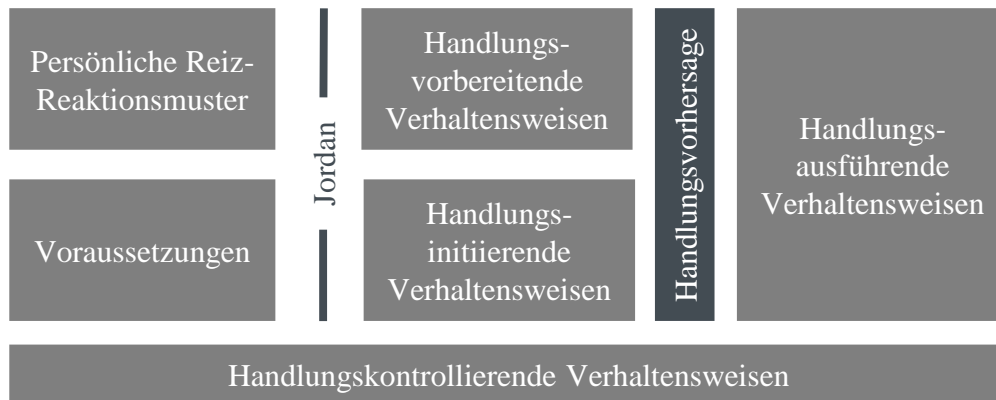 Persönliche Reiz-
Reaktionsmuster
Voraussetzungen
Jordan
Handlungs-
vorbereitende
Verhaltensweisen
Handlungs-
initiierende
Verhaltensweisen
Handlungsvorhersage
Handlungs-
ausführende
Verhaltensweisen
Handlungskontrollierende Verhaltensweisen